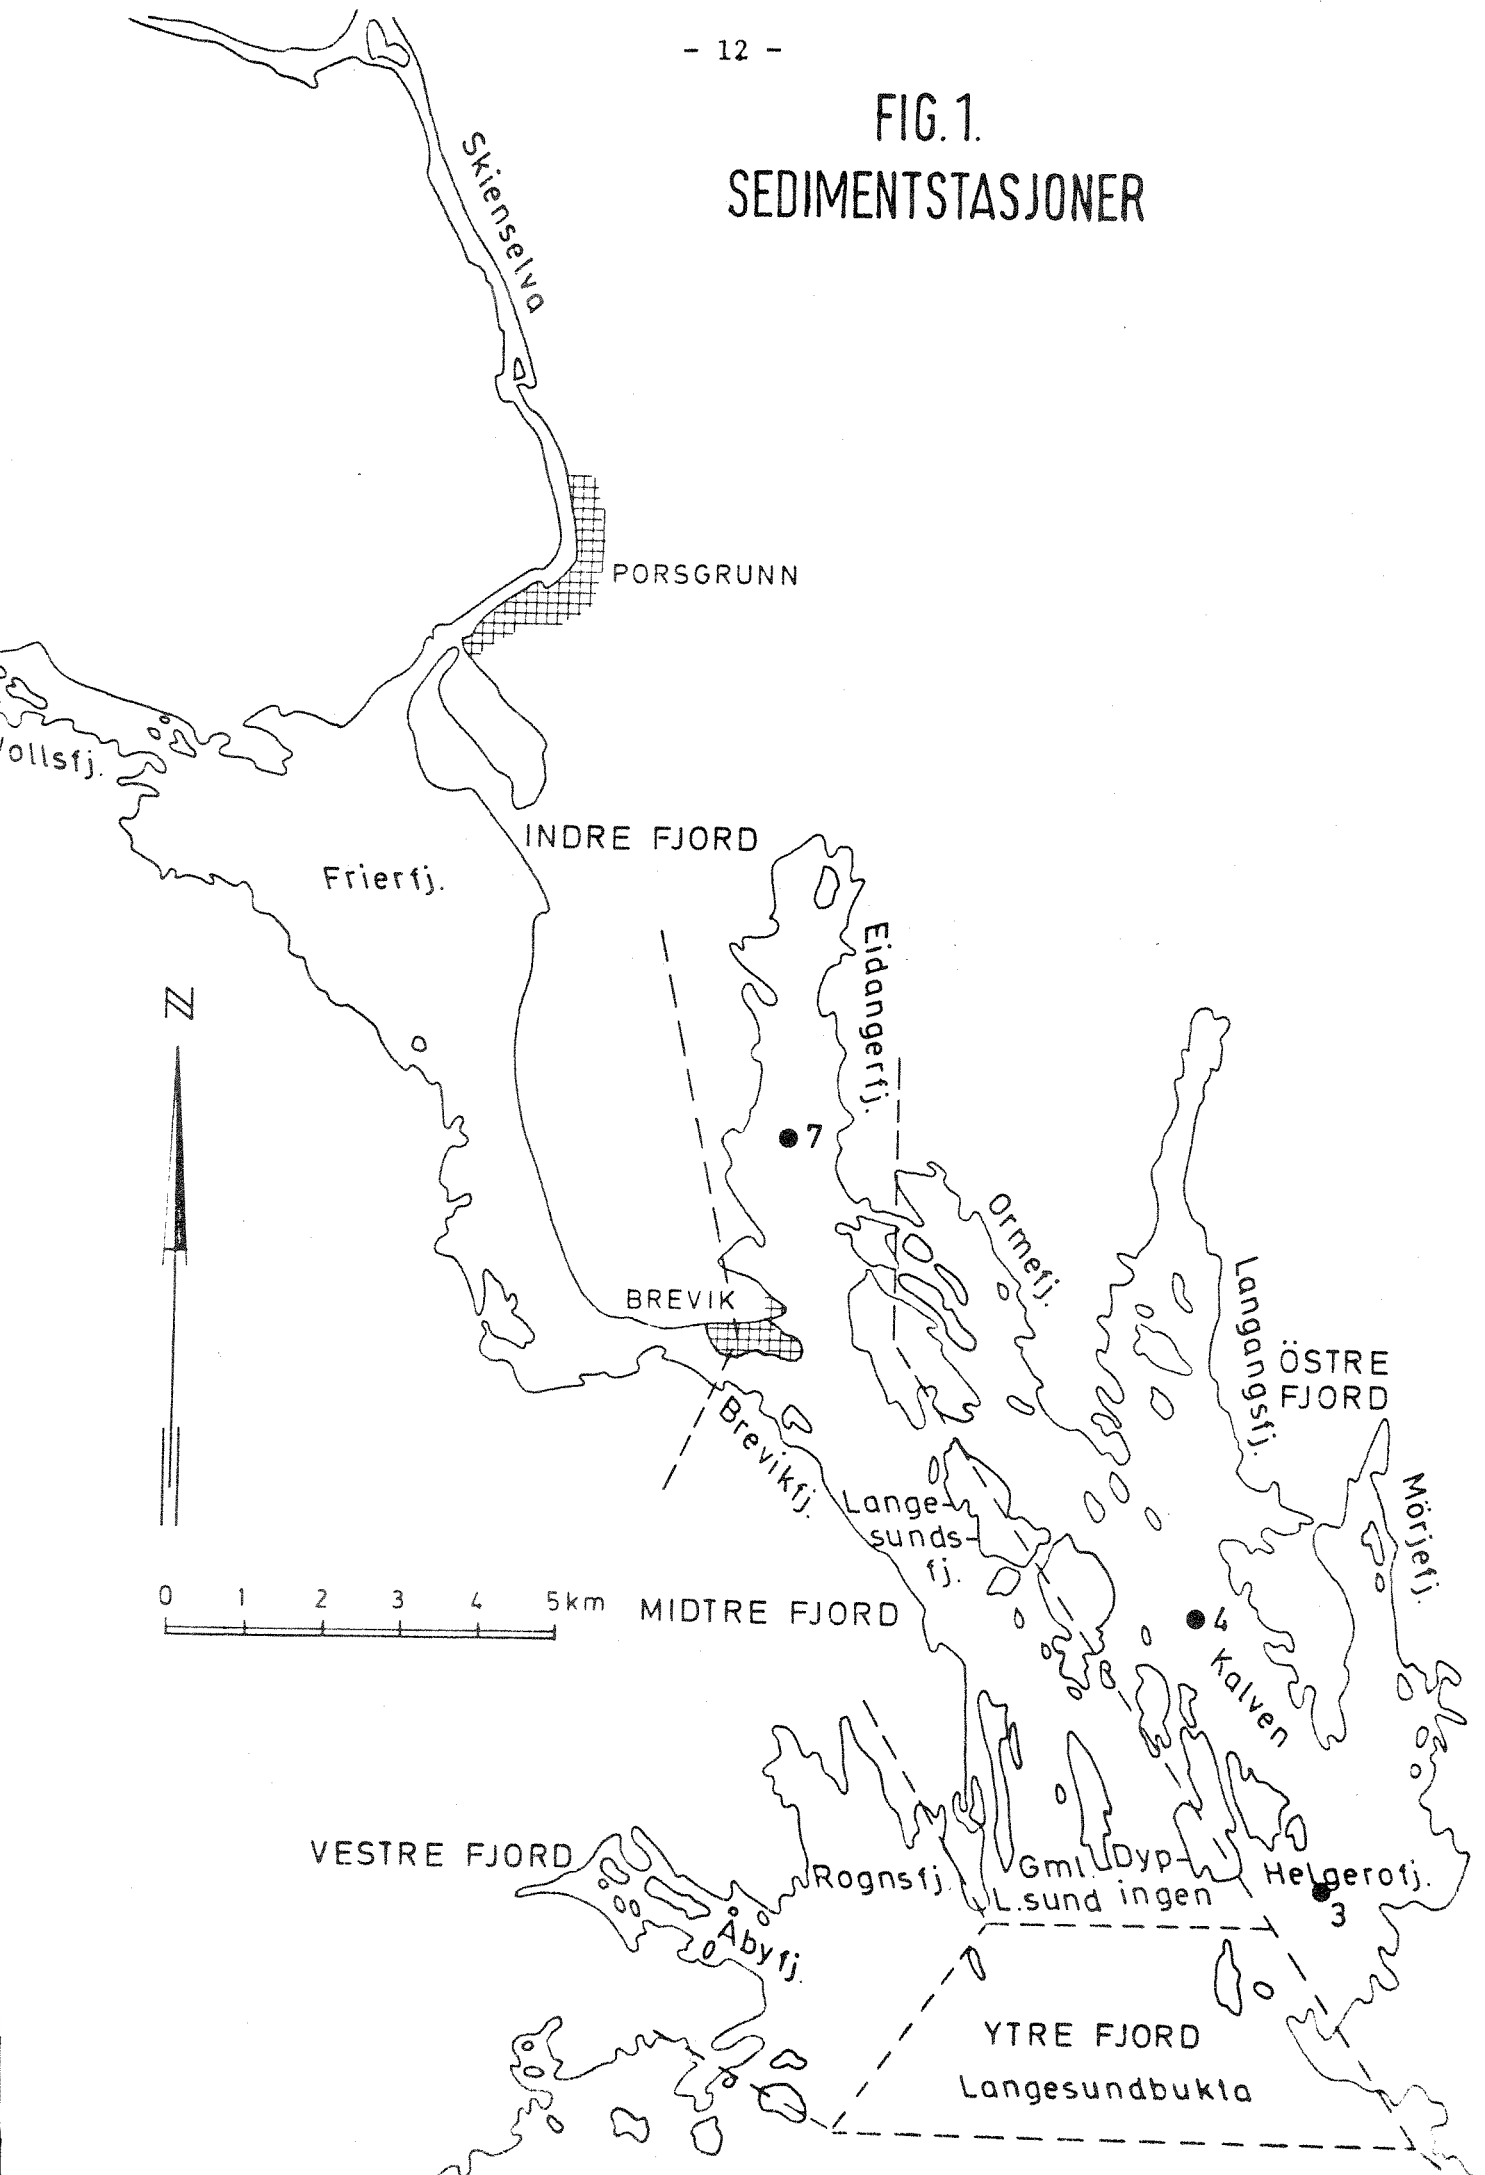 - 12 -
FIG. 1.
SEDIMENTSTASJONER
Skienselva
PORSGRUNN
Vollsfj.
INDRE FJORD
Frierfj.
Eidangerfj.
N
7
Ormefj.
Langangsfj.
BREVIK
ÖSTRE
FJORD
Brevikfj.
Mörjefj.
Lange-
sunds-
fj.
0 1 2 3 4 5 km
MIDTRE FJORD
4
Kalven
VESTRE FJORD
Rognsfj.
Gml.
L.sund
Dyp-
ingen
Helgerofj.
3
Åbyfj.
YTRE FJORD
Langesundbukta